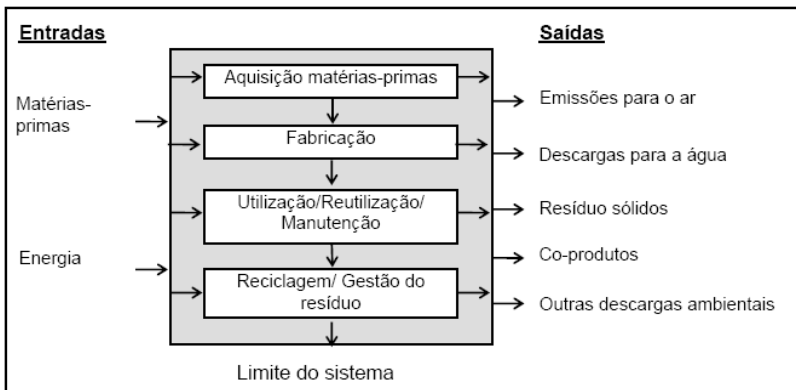 Entradas
Saídas
Aquisição matérias-primas
Matérias-
primas
Emissões para o ar
Fabricação
Descargas para a água
Utilização/Reutilização/
Manutenção
Resíduo sólidos
Energia
Co-produtos
Reciclagem/ Gestão do
resíduo
Outras descargas ambientais
Limite do sistema